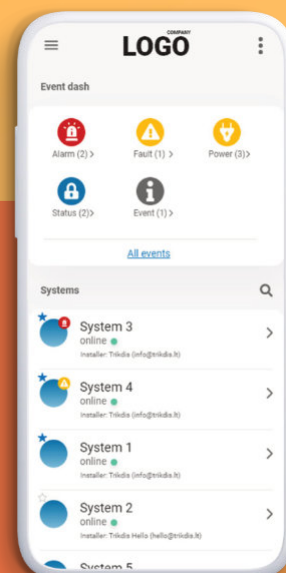 COMPANY
LOGO
Event dash
Alarm (2) >
Fault (1) >
Power (3)>
Status (2)>
Event (1)>
All events
Systems
System 3
online
Installer: Trikdis (info@trikdis.lt)
System 4
online
Installer: Trikdis (info@trikdis.lt)
System 1
online
Installer: Trikdis (info@trikdis.lt)
System 2
online
Installer: Trikdis Hello (hello@trikdis.lt)
System 5